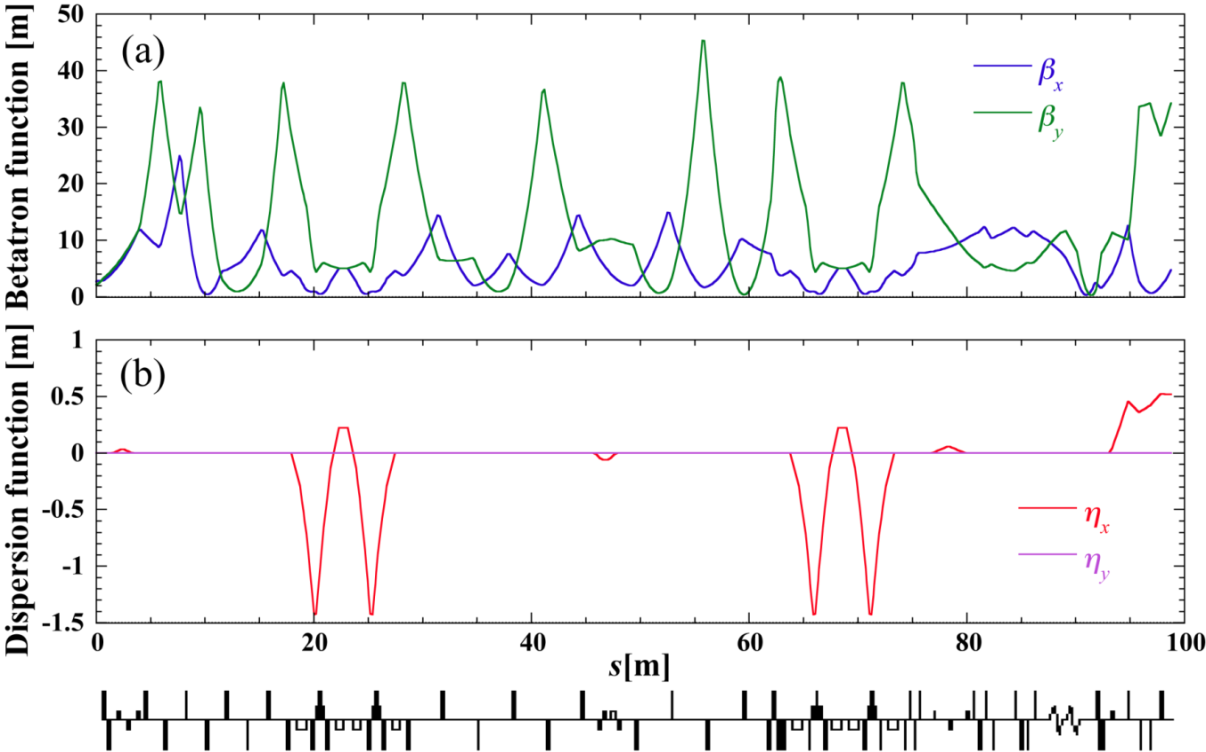 Betatron function [m]
50
40
30
20
10
0
(a)
βx
βy
Dispersion function [m]
1
0.5
0
-0.5
-1
-1.5
(b)
ηx
ηy
0 20 40 60 80 100
s[m]